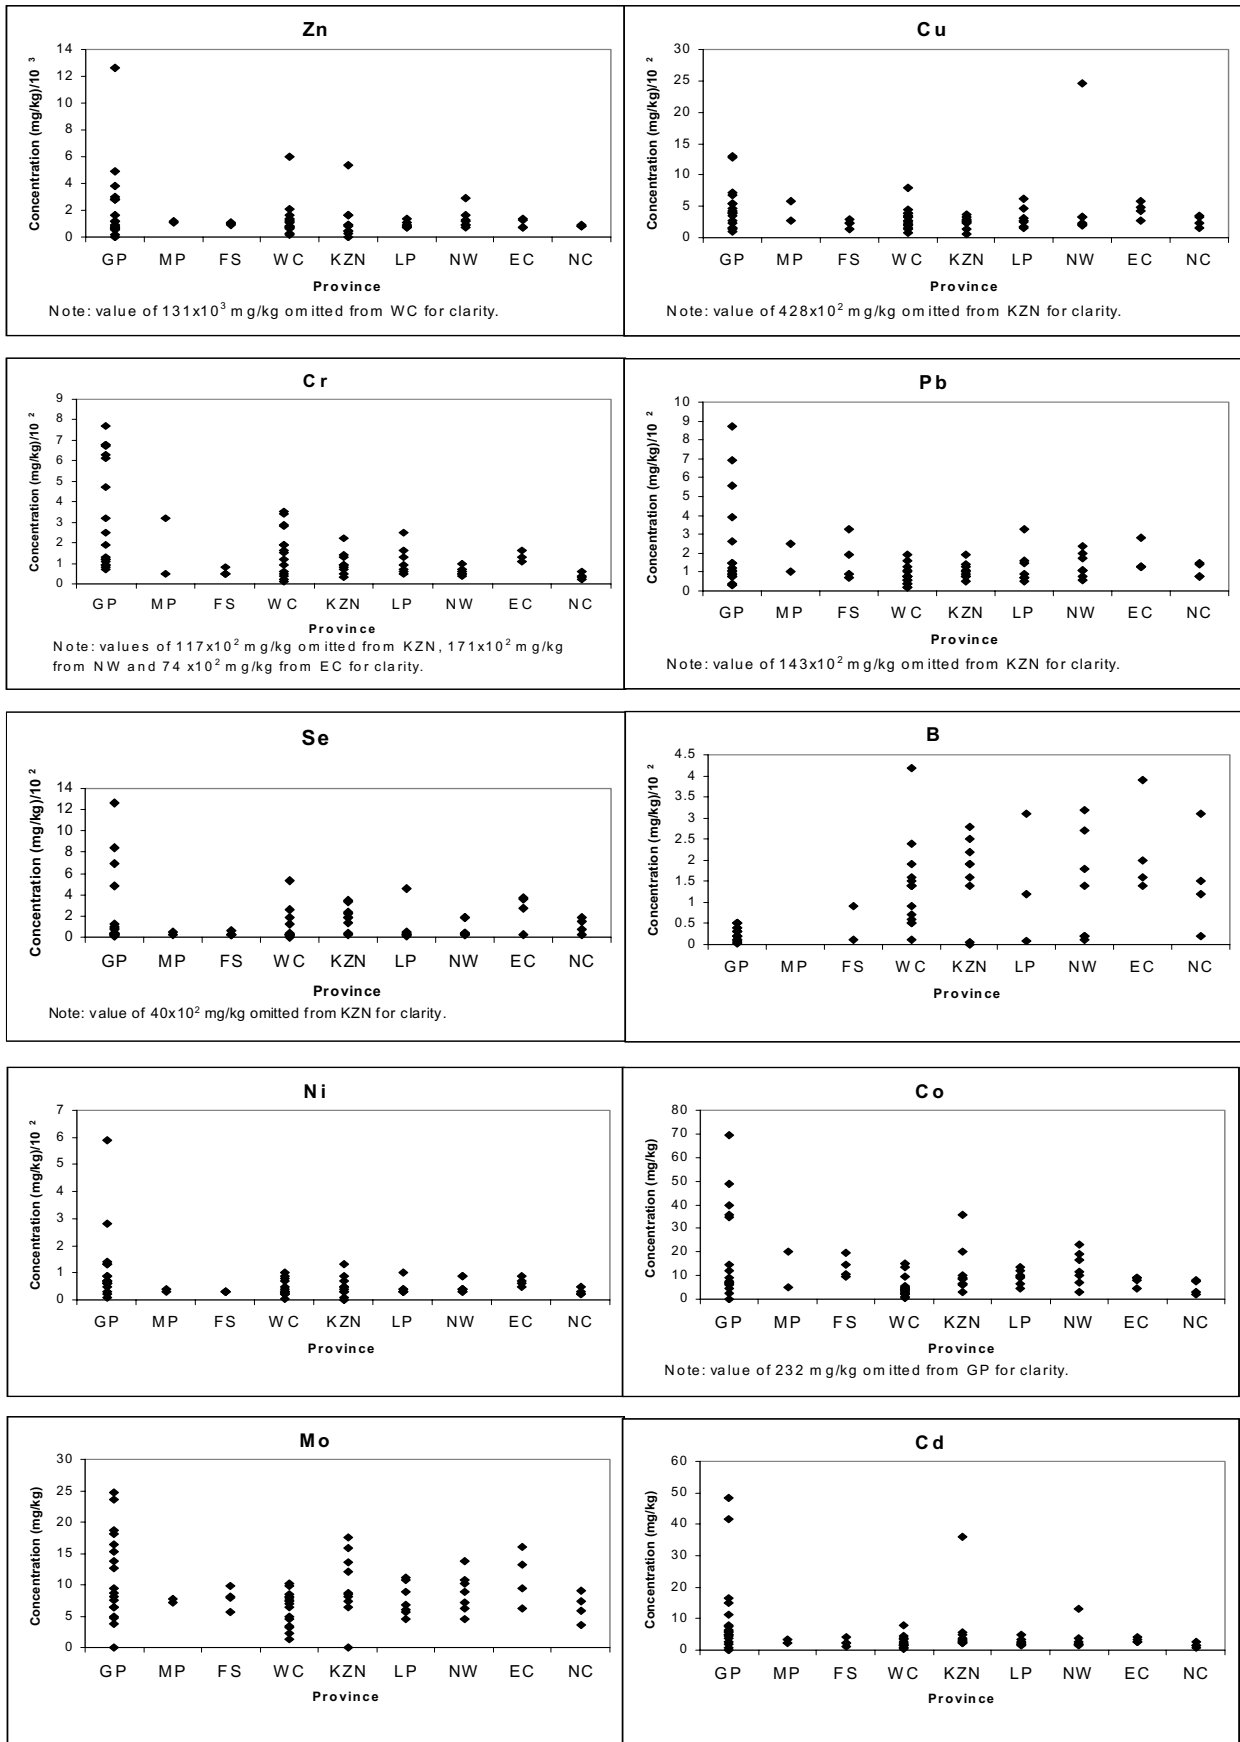 Zn
Concentration (mg/kg)/10 ³
14
12
10
8
6
4
2
0
GP MP FS WC KZN LP NW EC NC
Province
Note: value of 131x10³ mg/kg omitted from WC for clarity.
Cu
Concentration (mg/kg)/10 ²
30
25
20
15
10
5
0
GP MP FS WC KZN LP NW EC NC
Province
Note: value of 428x10² mg/kg omitted from KZN for clarity.
Cr
Concentration (mg/kg)/10 ²
9
8
7
6
5
4
3
2
1
0
GP MP FS WC KZN LP NW EC NC
Province
Note: values of 117x10² mg/kg omitted from KZN, 171x10² mg/kg
from NW and 74 x10² mg/kg from EC for clarity.
Pb
Concentration (mg/kg)/10 ²
10
9
8
7
6
5
4
3
2
1
0
GP MP FS WC KZN LP NW EC NC
Province
Note: value of 143x10² mg/kg omitted from KZN for clarity.
Se
Concentration (mg/kg)/10 ²
14
12
10
8
6
4
2
0
GP MP FS WC KZN LP NW EC NC
Province
Note: value of 40x10² mg/kg omitted from KZN for clarity.
B
Concentration (mg/kg)/10 ²
4.5
4
3.5
3
2.5
2
1.5
1
0.5
0
GP MP FS WC KZN LP NW EC NC
Province
Ni
Concentration (mg/kg)/10 ²
7
6
5
4
3
2
1
0
GP MP FS WC KZN LP NW EC NC
Province
Co
Concentration (mg/kg)
80
70
60
50
40
30
20
10
0
GP MP FS WC KZN LP NW EC NC
Province
Note: value of 232 mg/kg omitted from GP for clarity.
Mo
Concentration (mg/kg)
30
25
20
15
10
5
0
GP MP FS WC KZN LP NW EC NC
Province
Cd
Concentration (mg/kg)
60
50
40
30
20
10
0
GP MP FS WC KZN LP NW EC NC
Province